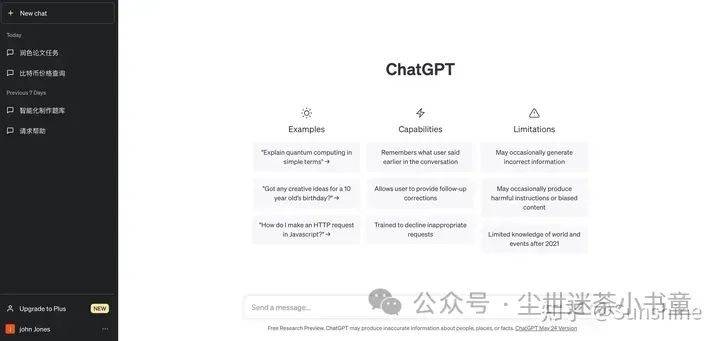 New chat
Today
润色论文任务
比特币价格查询
Previous 7 Days
智能化制作题库
请求帮助
Upgrade to Plus
NEW
john Jones
ChatGPT
Examples
"Explain quantum computing in
simple terms" →
"Got any creative ideas for a 10
year old's birthday?" →
"How do I make an HTTP request
in Javascript?" →
Capabilities
Remembers what user said
earlier in the conversation
Allows user to provide follow-up
corrections
Trained to decline inappropriate
requests
Limitations
May occasionally generate
incorrect information
May occasionally produce
harmful instructions or biased
content
Limited knowledge of world and
events after 2021
Send a message...
公众号 · 尘世迷茶小书童
知乎 @Sunshine
Free Research Preview. ChatGPT may produce inaccurate information about people, places, or facts. ChatGPT May 24 Version